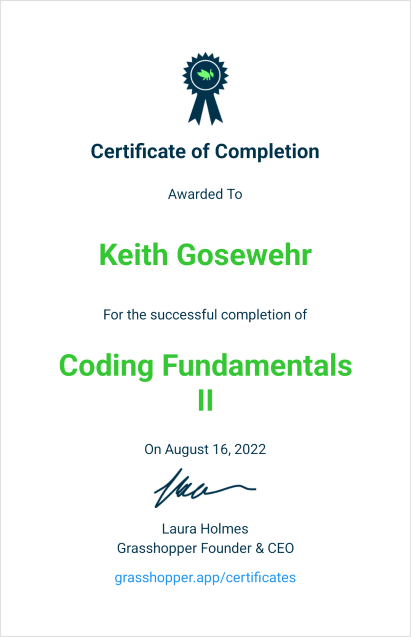 Certificate of Completion
Awarded To
Keith Gosewehr
For the successful completion of
Coding Fundamentals
II
On August 16, 2022
Laura Holmes
Grasshopper Founder & CEO
grasshopper.app/certificates